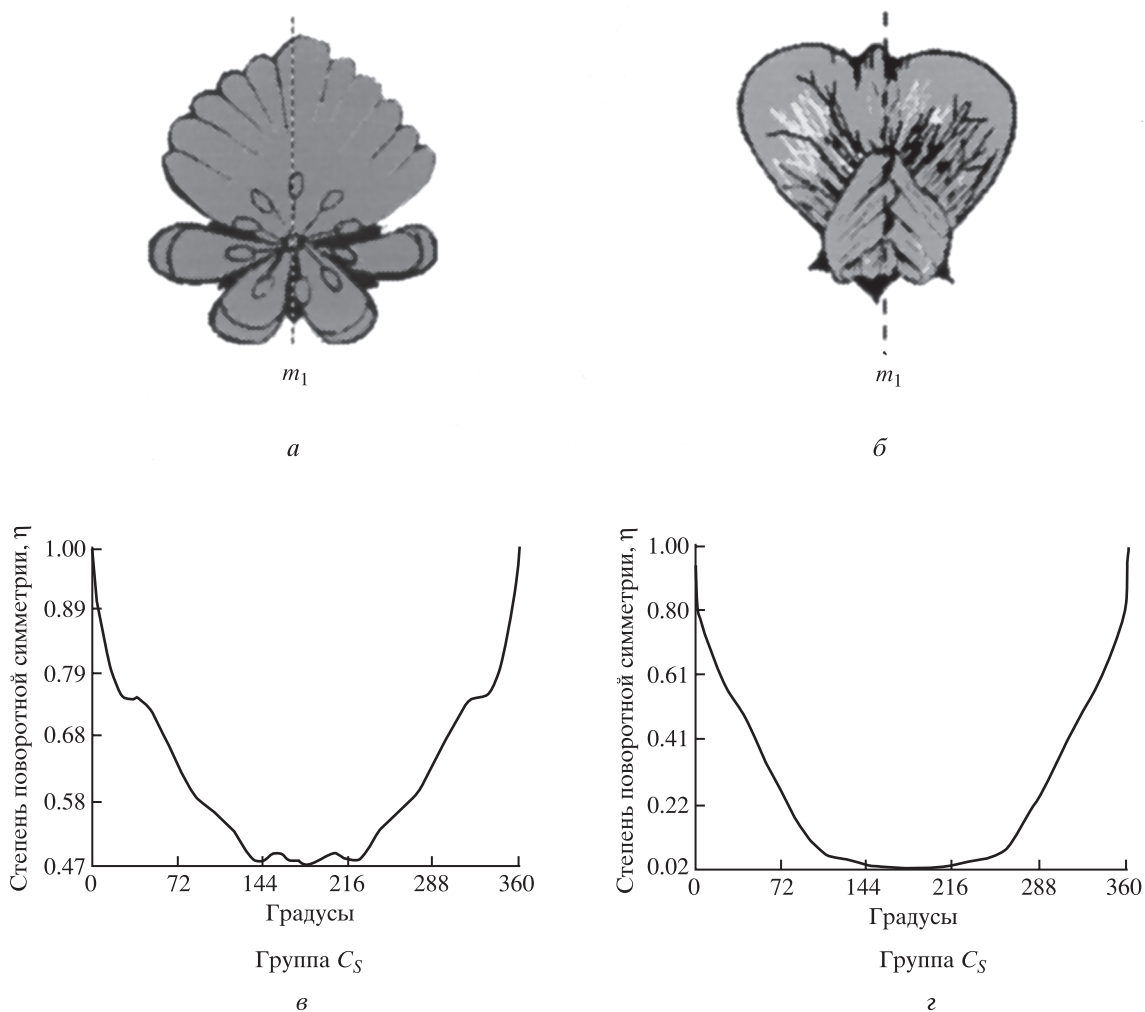 m₁
m₁
а
б
Степень поворотной симметрии, η
1.00
0.89
0.79
0.68
0.58
0.47
0 72 144 216 288 360
Градусы
Группа C_S
в
Степень поворотной симметрии, η
1.00
0.80
0.61
0.41
0.22
0.02
0 72 144 216 288 360
Градусы
Группа C_S
г